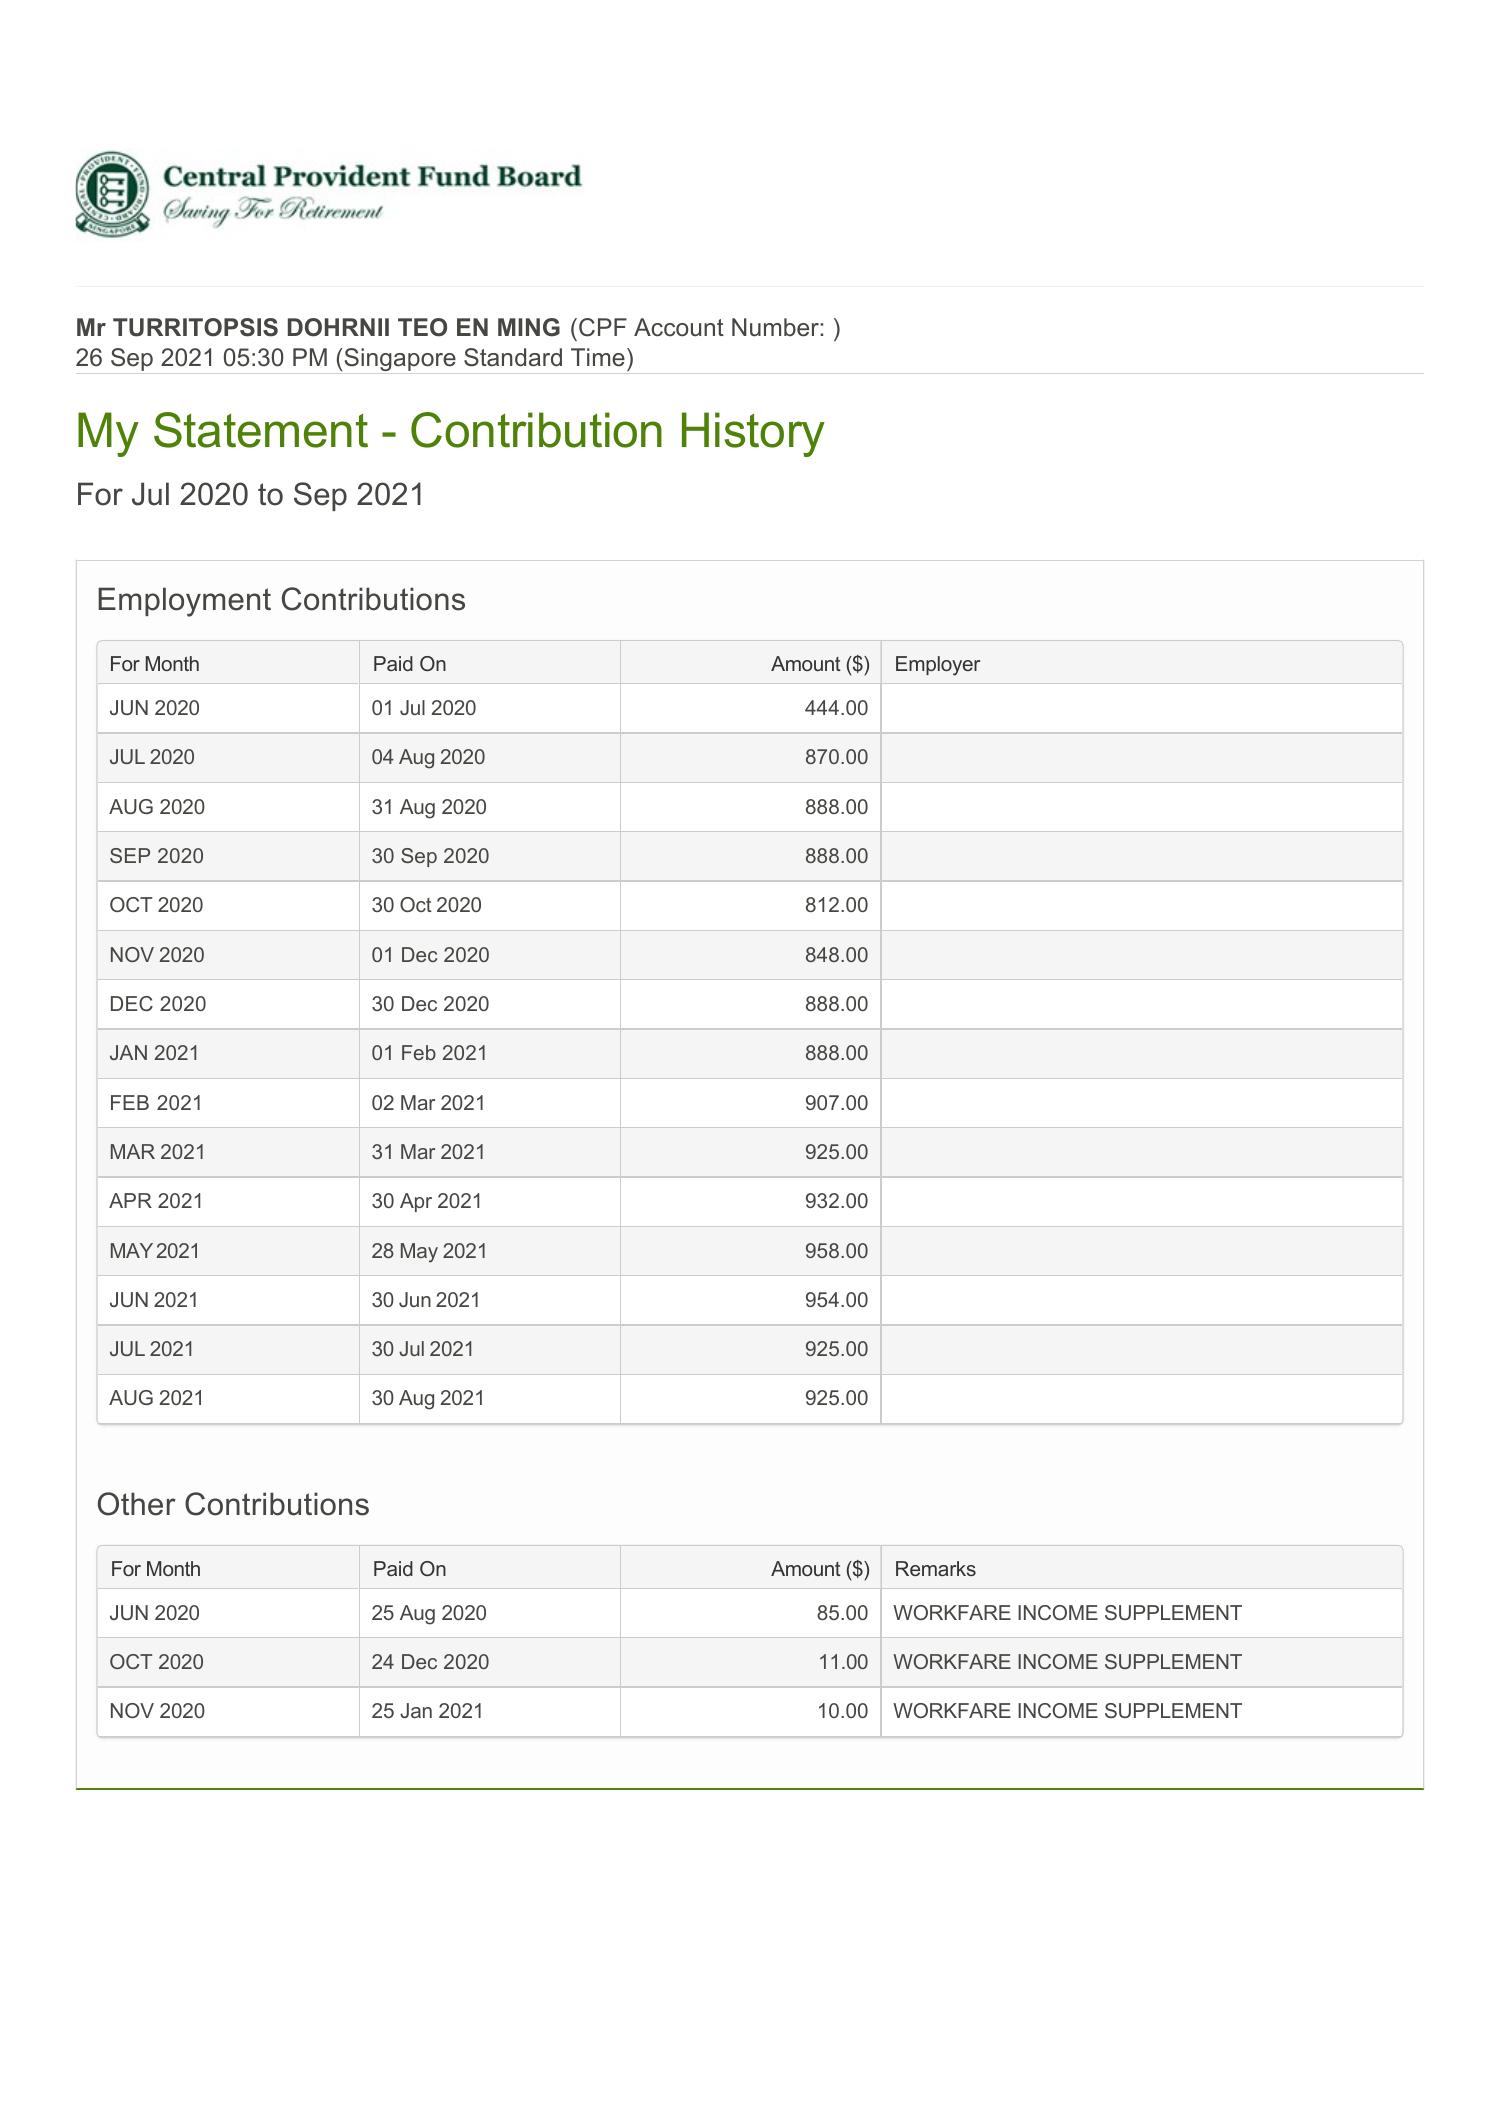 Central Provident Fund Board
Saving For Retirement
Mr TURRITOPSIS DOHRNII TEO EN MING (CPF Account Number: )
26 Sep 2021 05:30 PM (Singapore Standard Time)
My Statement - Contribution History
For Jul 2020 to Sep 2021
Employment Contributions
For Month Paid On Amount ($) Employer
JUN 2020 01 Jul 2020 444.00
JUL 2020 04 Aug 2020 870.00
AUG 2020 31 Aug 2020 888.00
SEP 2020 30 Sep 2020 888.00
OCT 2020 30 Oct 2020 812.00
NOV 2020 01 Dec 2020 848.00
DEC 2020 30 Dec 2020 888.00
JAN 2021 01 Feb 2021 888.00
FEB 2021 02 Mar 2021 907.00
MAR 2021 31 Mar 2021 925.00
APR 2021 30 Apr 2021 932.00
MAY 2021 28 May 2021 958.00
JUN 2021 30 Jun 2021 954.00
JUL 2021 30 Jul 2021 925.00
AUG 2021 30 Aug 2021 925.00
Other Contributions
For Month Paid On Amount ($) Remarks
JUN 2020 25 Aug 2020 85.00 WORKFARE INCOME SUPPLEMENT
OCT 2020 24 Dec 2020 11.00 WORKFARE INCOME SUPPLEMENT
NOV 2020 25 Jan 2021 10.00 WORKFARE INCOME SUPPLEMENT